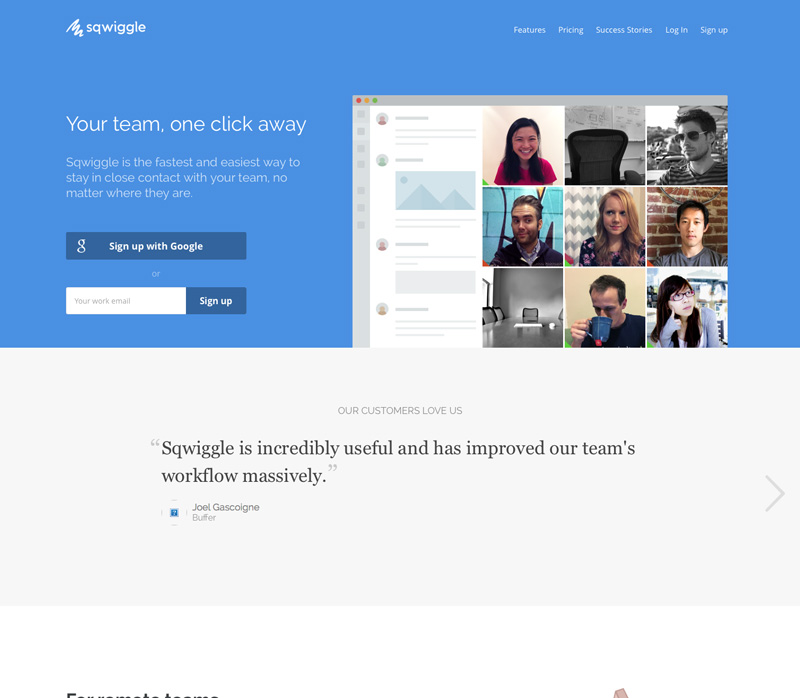 sqwiggle
Features Pricing Success Stories Log In Sign up
Your team, one click away
Sqwiggle is the fastest and easiest way to
stay in close contact with your team, no
matter where they are.
Sign up with Google
or
Your work email
Sign up
OUR CUSTOMERS LOVE US
“Sqwiggle is incredibly useful and has improved our team's
workflow massively.”
Joel Gascoigne
Buffer
For remote teams